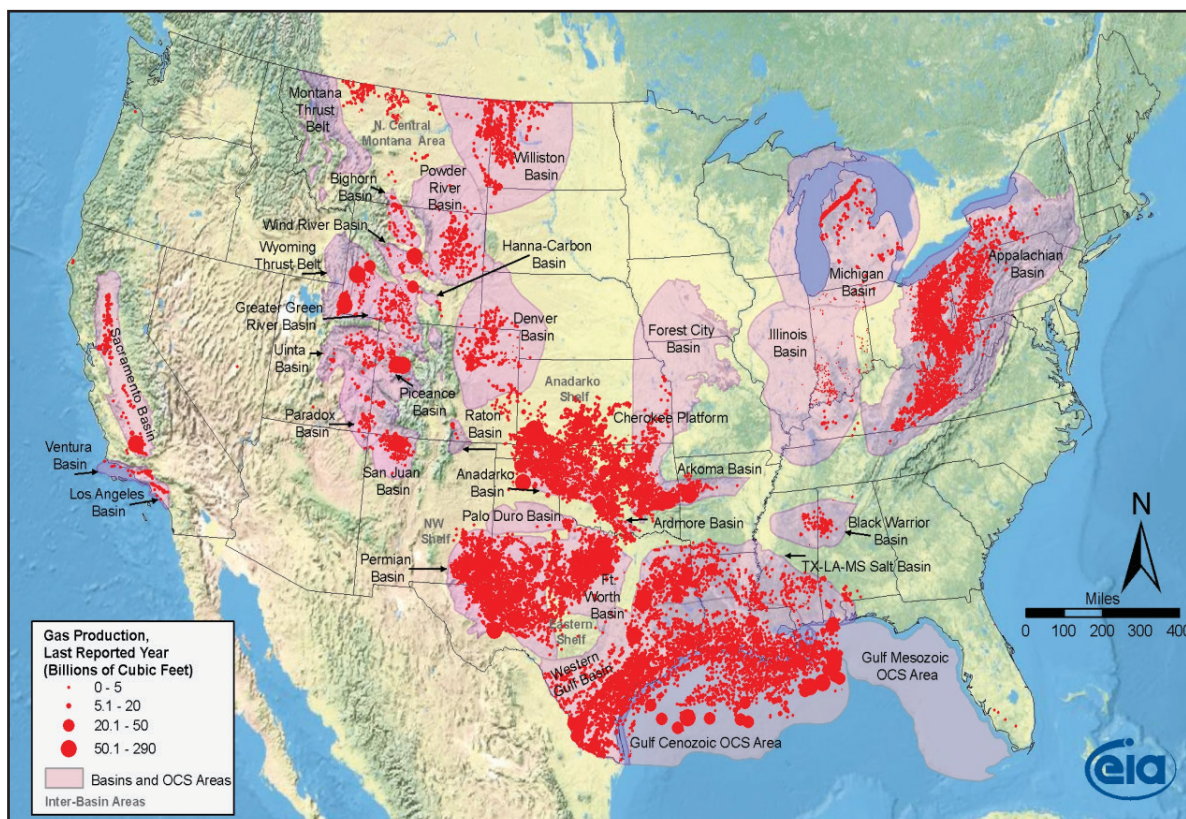 Montana
Thrust
Belt
N. Central
Montana Area
Williston
Basin
Powder
River
Basin
Bighorn
Basin
Wind River Basin
Wyoming
Thrust Belt
Hanna-Carbon
Basin
Greater Green
River Basin
Denver
Basin
Uinta
Basin
Piceance
Basin
Sacramento Basin
Paradox
Basin
San Juan
Basin
Raton
Basin
Ventura
Basin
Los Angeles
Basin
Anadarko
Shelf
Forest City
Basin
Cherokee Platform
Illinois
Basin
Michigan
Basin
Appalachian
Basin
Anadarko
Basin
Arkoma Basin
Palo Duro Basin
Ardmore Basin
NW
Shelf
Permian
Basin
Ft.
Worth
Basin
Eastern
Shelf
Black Warrior
Basin
TX-LA-MS Salt Basin
Western
Gulf Basin
Gulf Cenozoic OCS Area
Gulf Mesozoic
OCS Area
N
Miles
0 100 200 300 400
Gas Production,
Last Reported Year
(Billions of Cubic Feet)
0 - 5
5.1 - 20
20.1 - 50
50.1 - 290
Basins and OCS Areas
Inter-Basin Areas
eia